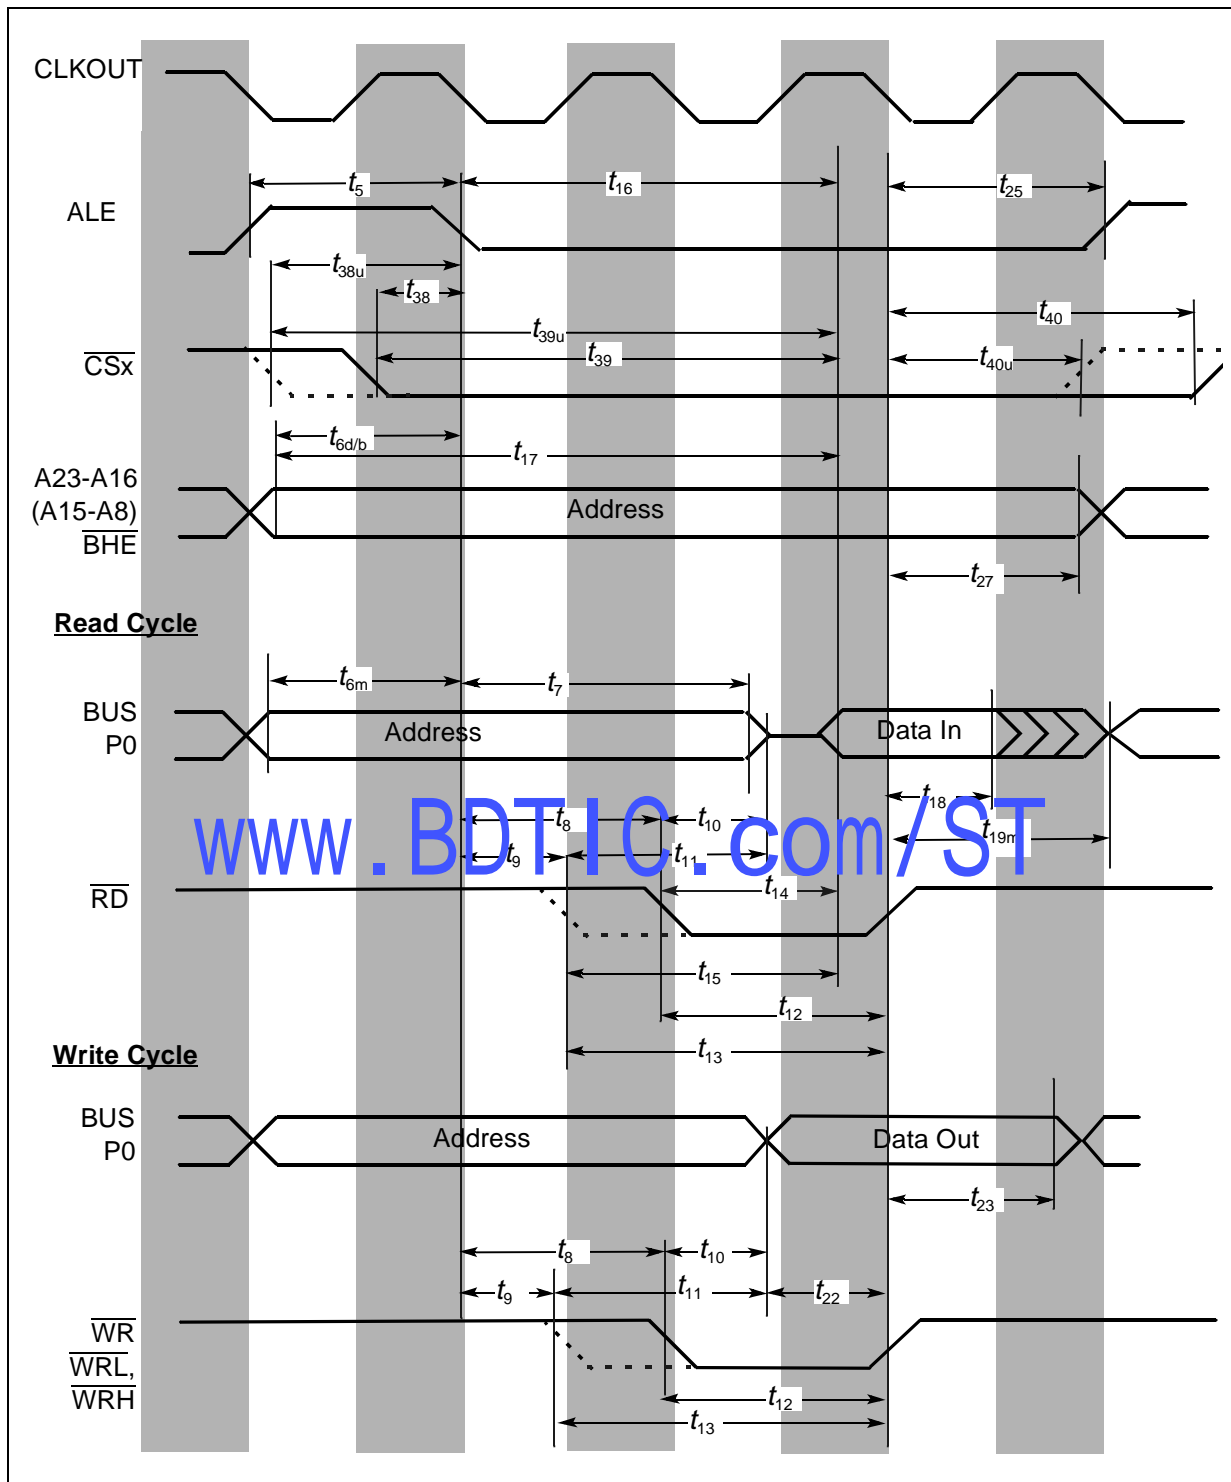 CLKOUT
t5
t16
t25
ALE
t38u
t38
t40
t39u
t39
t40u
CSx
t6d/b
t17
A23-A16
(A15-A8)
BHE
Address
t27
Read Cycle
t6m
t7
BUS
P0
Address
Data In
t18
t8
t10
t19m
www.BDTIC.com/ST
t9
t11
t14
RD
t15
t12
t13
Write Cycle
BUS
P0
Address
Data Out
t23
t8
t10
t9
t11
t22
WR
WRL,
WRH
t12
t13